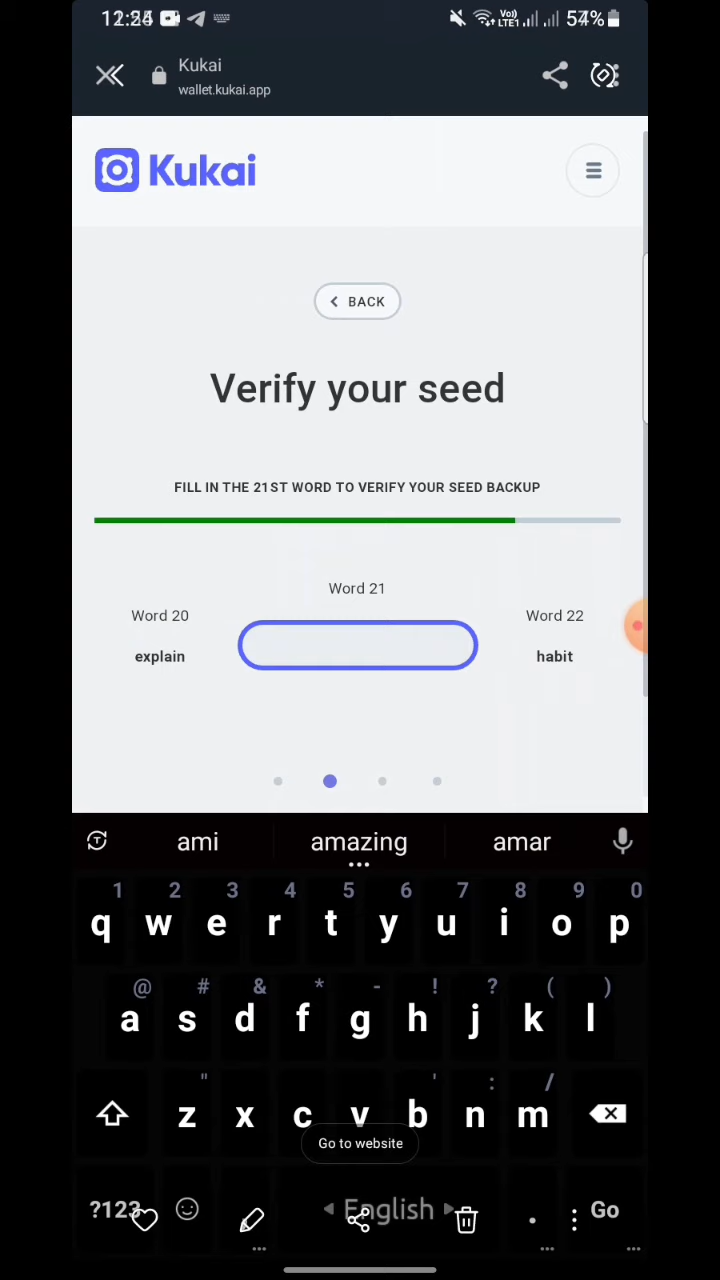 54%
Kukai
wallet.kukai.app
Kukai
BACK
Verify your seed
FILL IN THE 21ST WORD TO VERIFY YOUR SEED BACKUP
Word 21
Word 20
Word 22
explain
habit
ami amazing amar
1 2 3 4 5 6 7 8 9 0
q w e r t y u i o p
@ # & * - ! ? ( )
a s d f g h j k l
" ' : /
z x c v b n m
Go to website
?123 English . Go